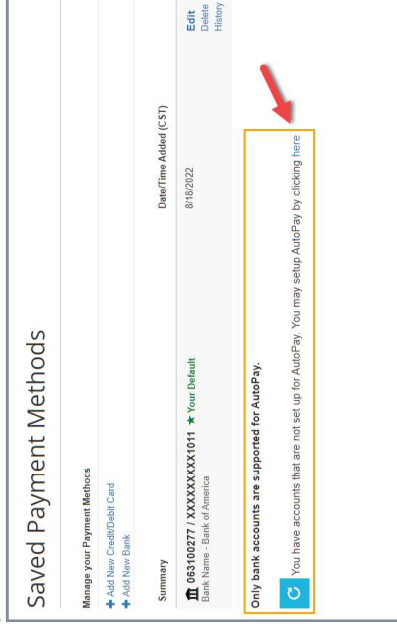 Saved Payment Methods
Manage your Payment Methocs
+ Add New Credit/Debit Card
+ Add New Bank
Summary Date/Time Added (CST)
063100277 / XXXXXXXXX1011 ★ Your Default 8/18/2022 Edit
Bank Name - Bank of America Delete
History
Only bank accounts are supported for AutoPay.
You have accounts that are not set up for AutoPay. You may setup AutoPay by clicking here